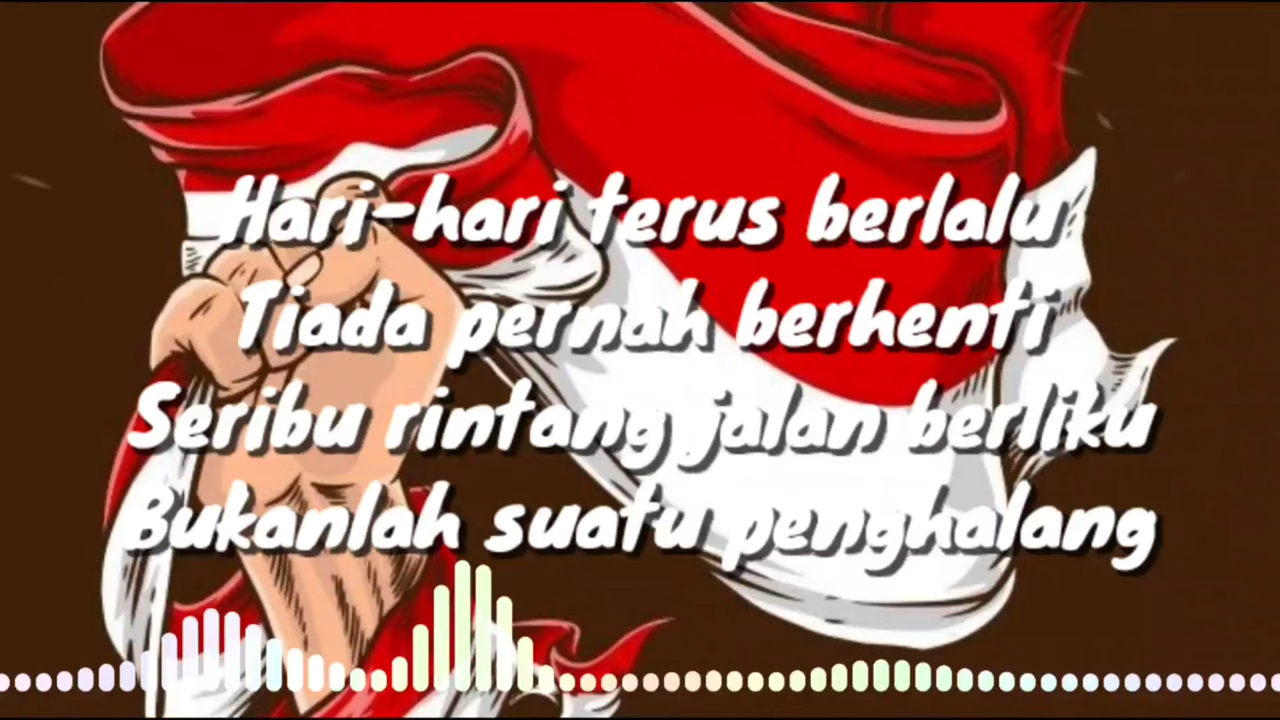 Hari-hari terus berlalu
Tiada pernah berhenti
Seribu rintang jalan berliku
Bukanlah suatu penghalang